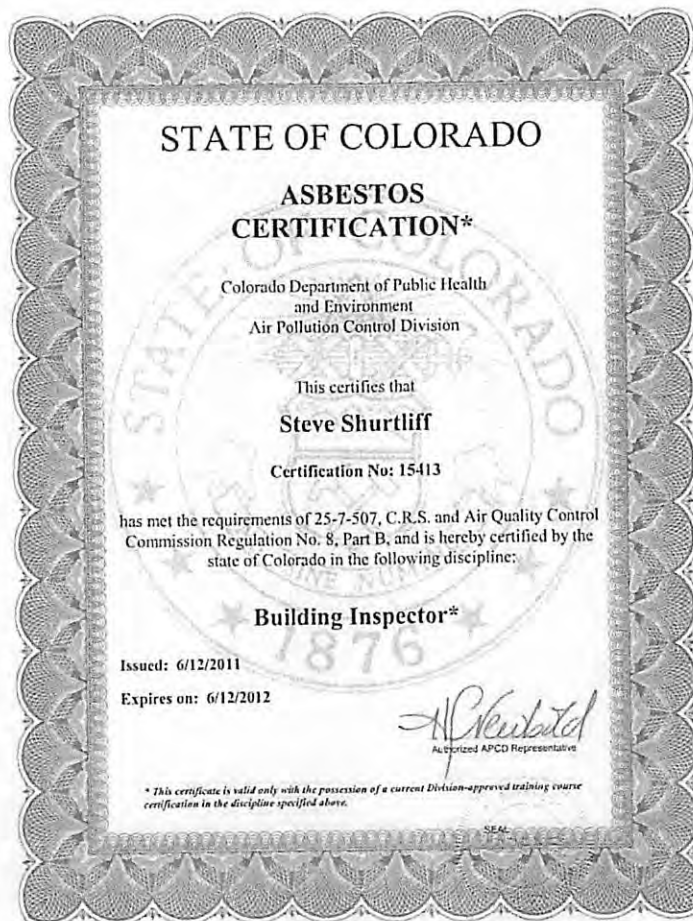 STATE OF COLORADO
ASBESTOS
CERTIFICATION*
Colorado Department of Public Health
and Environment
Air Pollution Control Division
This certifies that
Steve Shurtliff
Certification No: 15413
has met the requirements of 25-7-507, C.R.S. and Air Quality Control
Commission Regulation No. 8, Part B, and is hereby certified by the
state of Colorado in the following discipline:
Building Inspector*
Issued: 6/12/2011
Expires on: 6/12/2012
Authorized APCD Representative
* This certificate is valid only with the possession of a current Division-approved training course
certification in the discipline specified above.
SEAL
STATE OF COLORADO
1876